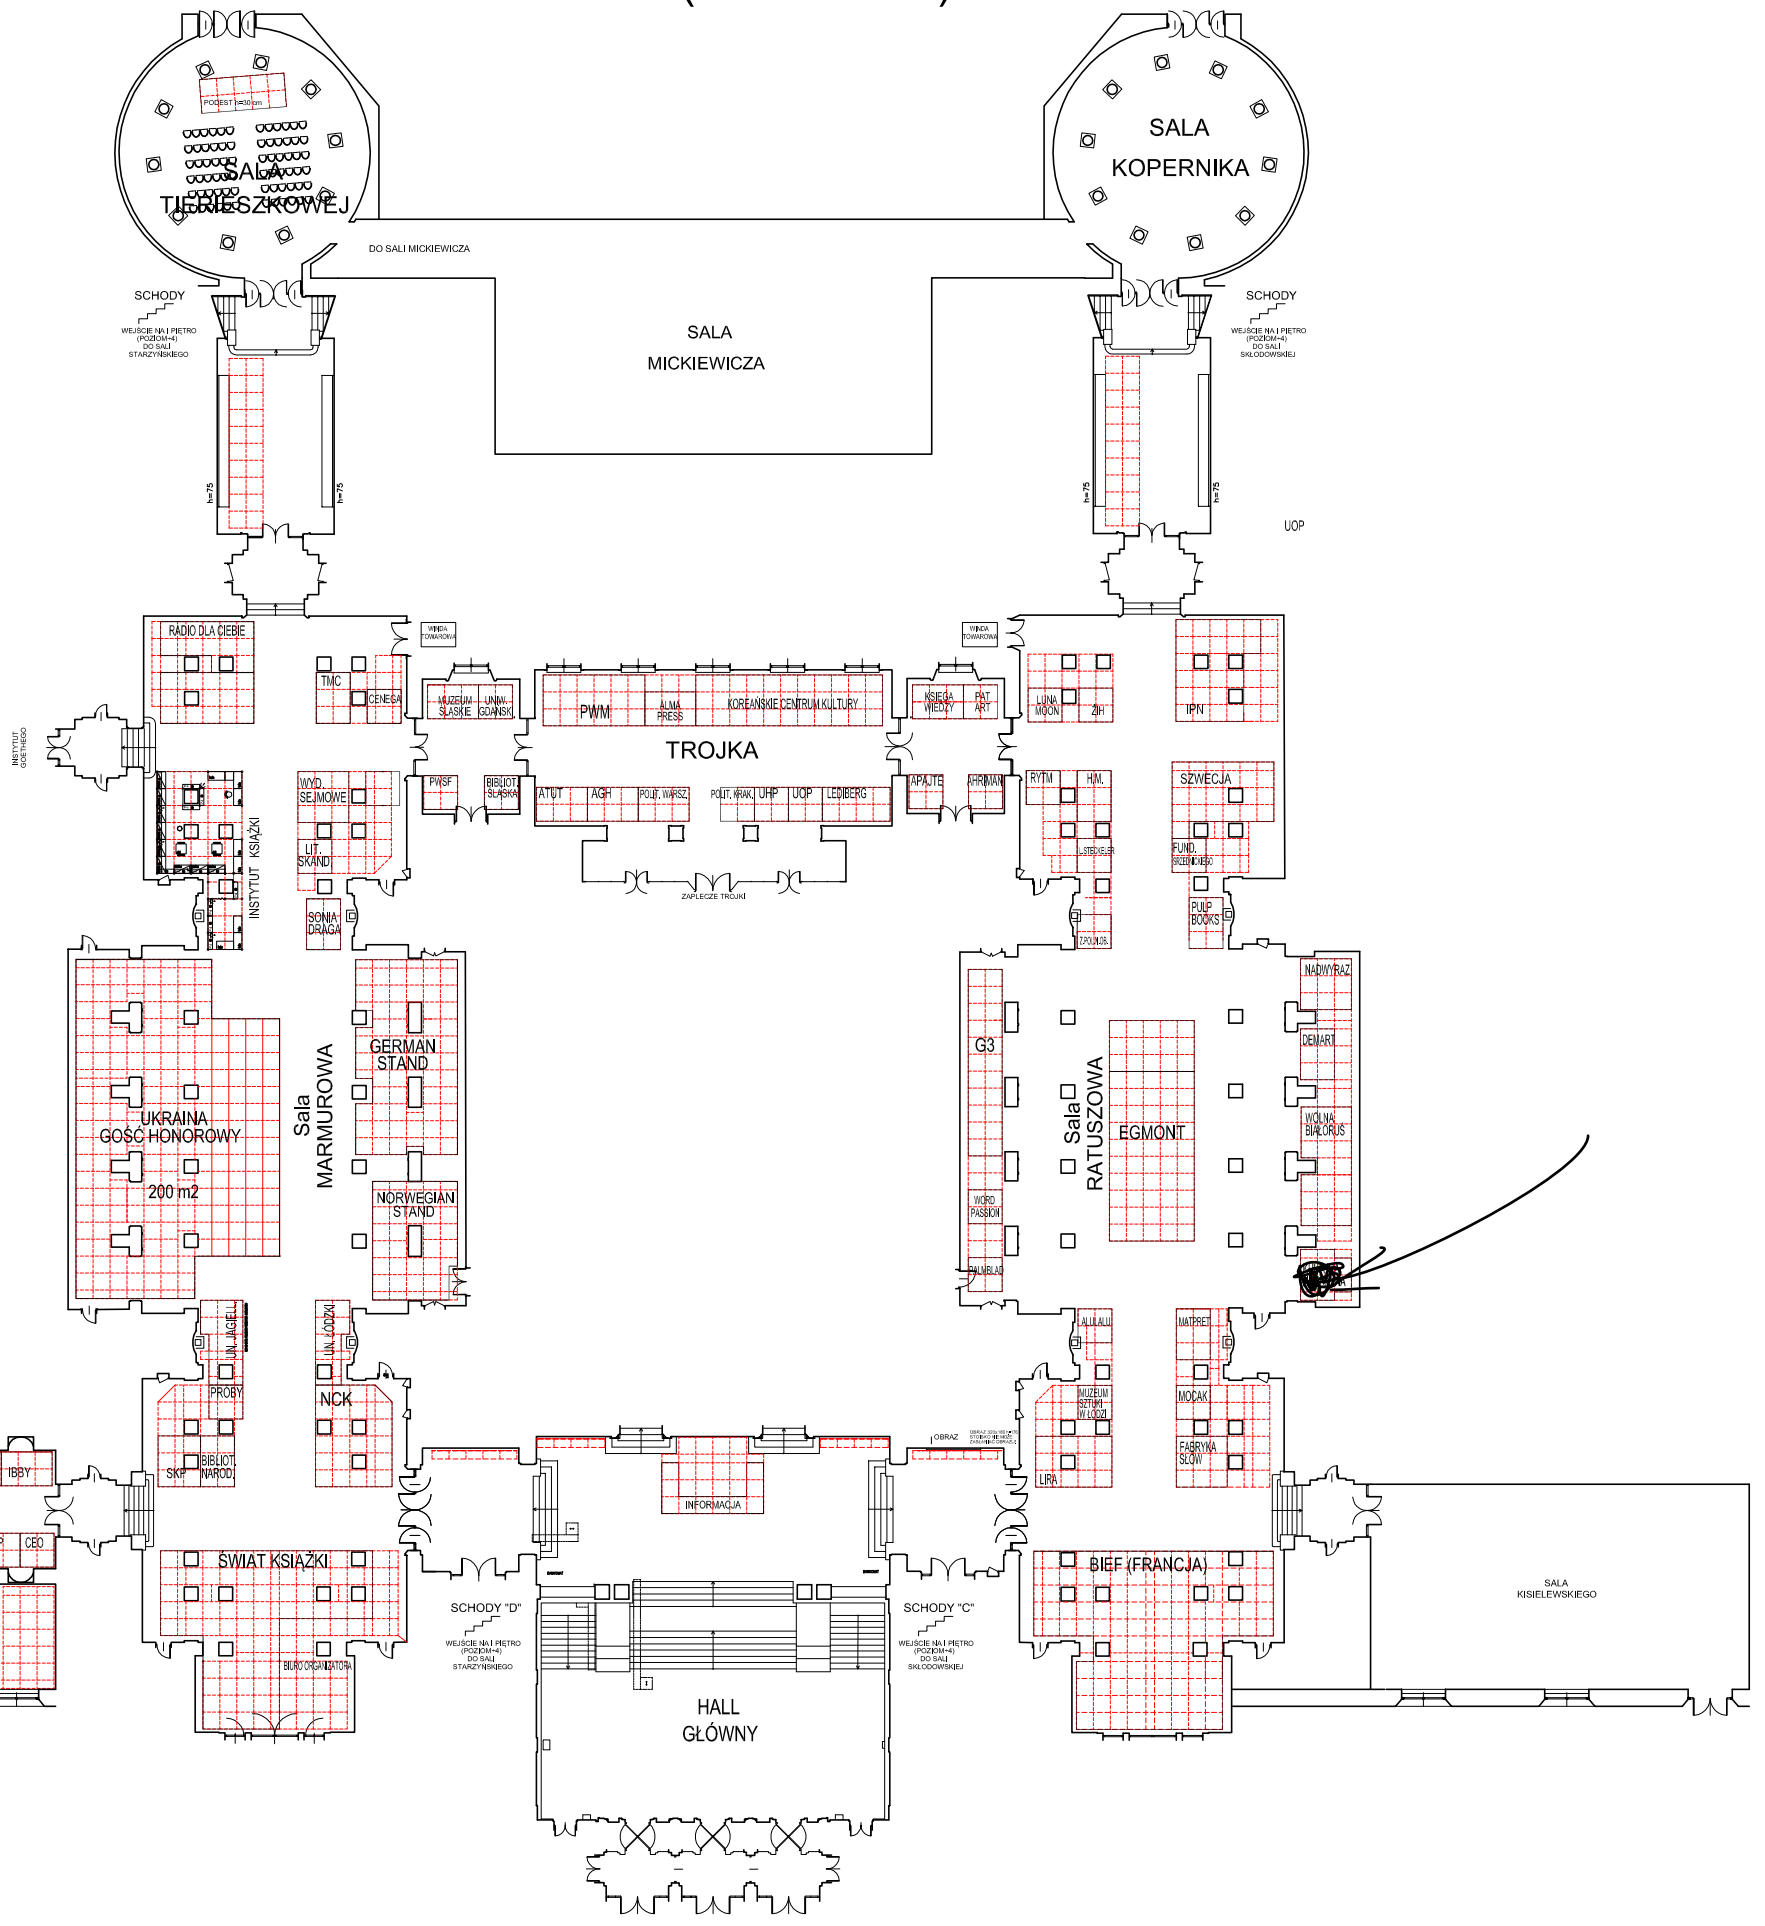 PODEST h=30 cm
SALA
TIERIESZKOWEJ
SALA
KOPERNIKA
DO SALI MICKIEWICZA
SCHODY
WEJŚCIE NA I PIĘTRO
(POZIOM+4)
DO SALI
STARZYŃSKIEGO
SALA
MICKIEWICZA
SCHODY
WEJŚCIE NA I PIĘTRO
(POZIOM+4)
DO SALI
SKŁODOWSKIEJ
h=75
h=75
h=75
h=75
UOP
RADIO DLA CIEBIE
WINDA
TOWAROWA
WINDA
TOWAROWA
TMC
CENEGA
MUZEUM
ŚLĄSKIE
UNIW.
GDAŃSK.
PWM
ALMA
PRESS
KOREAŃSKIE CENTRUM KULTURY
KSIĘGA
WIEDZY
PAT
ART
LUNA
MOON
ŻIH
IPN
INSTYTUT
GOETHEGO
TROJKA
WYD.
SEJMOWE
PWSF
BIBLIOT.
ŚLĄSKA
ATUT
AGH
POLIT. WARSZ.
POLIT. KRAK.
UHP
UOP
LEDIBERG
APAJTE
AHRIMAN
RYTM
H.M.
SZWECJA
INSTYTUT KSIĄŻKI
LIT.
SKAND.
L.STECKELER
FUND.
ŚRZEDNICKIEGO
ZAPLECZE TROJKI
SONIA
DRAGA
PULP
BOOKS
NADWYRAZ
GERMAN
STAND
G3
DEMART
UKRAINA
GOŚĆ HONOROWY
200 m2
Sala
MARMUROWA
Sala
RATUSZOWA
EGMONT
WOLNA
BIAŁORUŚ
NORWEGIAN
STAND
WORD
PASSION
PALMBLAD
UN. JAGIELL.
UN. ŁÓDZKI
ALULALU
MATPRET
PRÓBY
NCK
MUZEUM
SZTUKI
W ŁODZI
MOCAK
OBRAZ
IBBY
SKP
BIBLIOT.
NAROD.
INFORMACJA
LIRA
FABRYKA
SŁÓW
CEO
ŚWIAT KSIĄŻKI
BIEF (FRANCJA)
SALA
KISIELEWSKIEGO
SCHODY "D"
WEJŚCIE NA I PIĘTRO
(POZIOM+4)
DO SALI
STARZYŃSKIEGO
SCHODY "C"
WEJŚCIE NA I PIĘTRO
(POZIOM+4)
DO SALI
SKŁODOWSKIEJ
BIURO ORGANIZATORA
HALL
GŁÓWNY